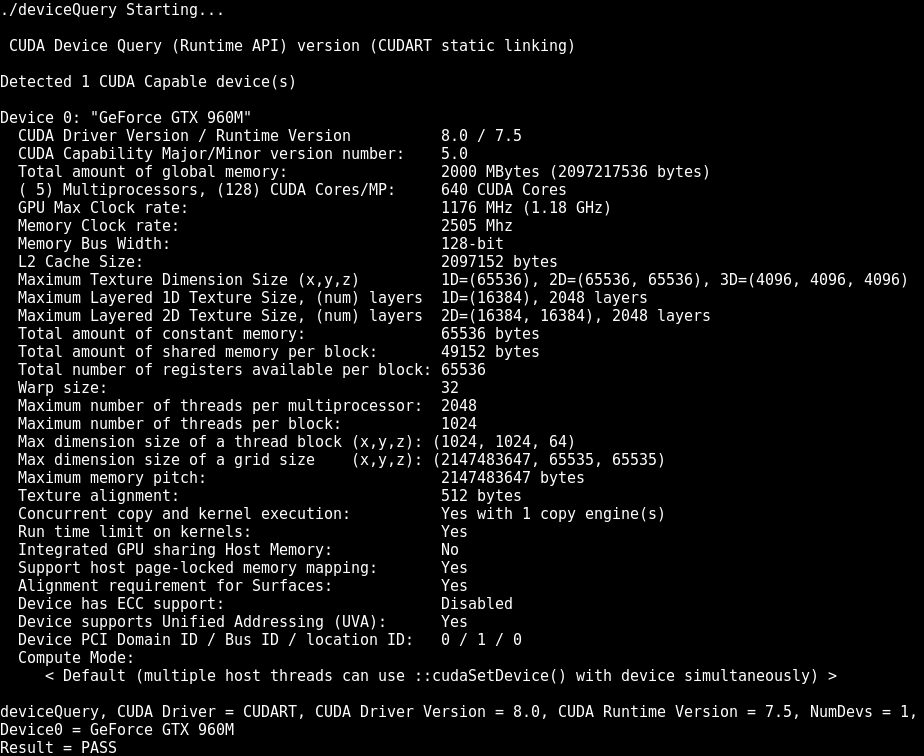 ./deviceQuery Starting...
 CUDA Device Query (Runtime API) version (CUDART static linking)
Detected 1 CUDA Capable device(s)
Device 0: "GeForce GTX 960M"
  CUDA Driver Version / Runtime Version          8.0 / 7.5
  CUDA Capability Major/Minor version number:    5.0
  Total amount of global memory:                 2000 MBytes (2097217536 bytes)
  ( 5) Multiprocessors, (128) CUDA Cores/MP:     640 CUDA Cores
  GPU Max Clock rate:                            1176 MHz (1.18 GHz)
  Memory Clock rate:                             2505 Mhz
  Memory Bus Width:                              128-bit
  L2 Cache Size:                                 2097152 bytes
  Maximum Texture Dimension Size (x,y,z)         1D=(65536), 2D=(65536, 65536), 3D=(4096, 4096, 4096)
  Maximum Layered 1D Texture Size, (num) layers  1D=(16384), 2048 layers
  Maximum Layered 2D Texture Size, (num) layers  2D=(16384, 16384), 2048 layers
  Total amount of constant memory:               65536 bytes
  Total amount of shared memory per block:       49152 bytes
  Total number of registers available per block: 65536
  Warp size:                                     32
  Maximum number of threads per multiprocessor:  2048
  Maximum number of threads per block:           1024
  Max dimension size of a thread block (x,y,z): (1024, 1024, 64)
  Max dimension size of a grid size    (x,y,z): (2147483647, 65535, 65535)
  Maximum memory pitch:                          2147483647 bytes
  Texture alignment:                             512 bytes
  Concurrent copy and kernel execution:          Yes with 1 copy engine(s)
  Run time limit on kernels:                     Yes
  Integrated GPU sharing Host Memory:            No
  Support host page-locked memory mapping:       Yes
  Alignment requirement for Surfaces:            Yes
  Device has ECC support:                        Disabled
  Device supports Unified Addressing (UVA):      Yes
  Device PCI Domain ID / Bus ID / location ID:   0 / 1 / 0
  Compute Mode:
     < Default (multiple host threads can use ::cudaSetDevice() with device simultaneously) >
deviceQuery, CUDA Driver = CUDART, CUDA Driver Version = 8.0, CUDA Runtime Version = 7.5, NumDevs = 1,
Device0 = GeForce GTX 960M
Result = PASS